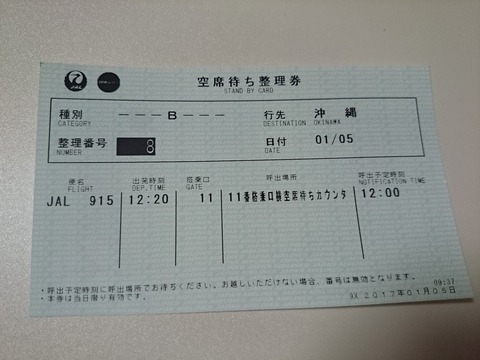 JAL
空席待ち整理券
STAND BY CARD
種別 ---B--- 行先 沖縄
CATEGORY DESTINATION OKINAWA
整理番号 8 日付 01/05
NUMBER DATE
便名 出発時刻 搭乗口 呼出場所 呼出予定時刻
FLIGHT DEP.TIME GATE NOTIFICATION TIME
JAL 915 12:20 11 11番搭乗口横空席待ちカウンタ 12:00
・呼出予定時刻に呼出場所でお待ちください。お越しいただけない場合、番号は無効となります。
・本券は当日限り有効です。
09:37
9X 2017年01月05日